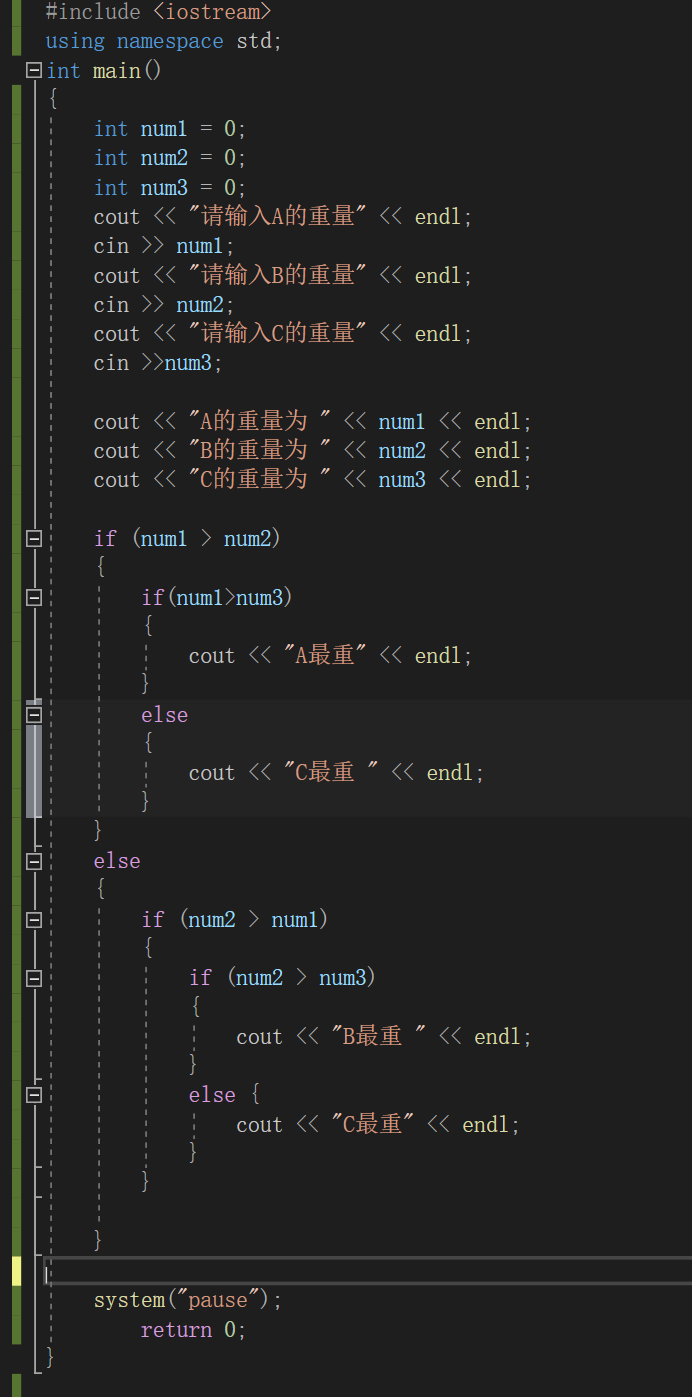 #include <iostream>
using namespace std;
int main()
{
    int num1 = 0;
    int num2 = 0;
    int num3 = 0;
    cout << "请输入A的重量" << endl;
    cin >> num1;
    cout << "请输入B的重量" << endl;
    cin >> num2;
    cout << "请输入C的重量" << endl;
    cin >>num3;

    cout << "A的重量为 " << num1 << endl;
    cout << "B的重量为 " << num2 << endl;
    cout << "C的重量为 " << num3 << endl;

    if (num1 > num2)
    {
        if(num1>num3)
        {
            cout << "A最重" << endl;
        }
        else
        {
            cout << "C最重 " << endl;
        }
    }
    else
    {
        if (num2 > num1)
        {
            if (num2 > num3)
            {
                cout << "B最重 " << endl;
            }
            else {
                cout << "C最重" << endl;
            }
        }

    }

    system("pause");
        return 0;
}